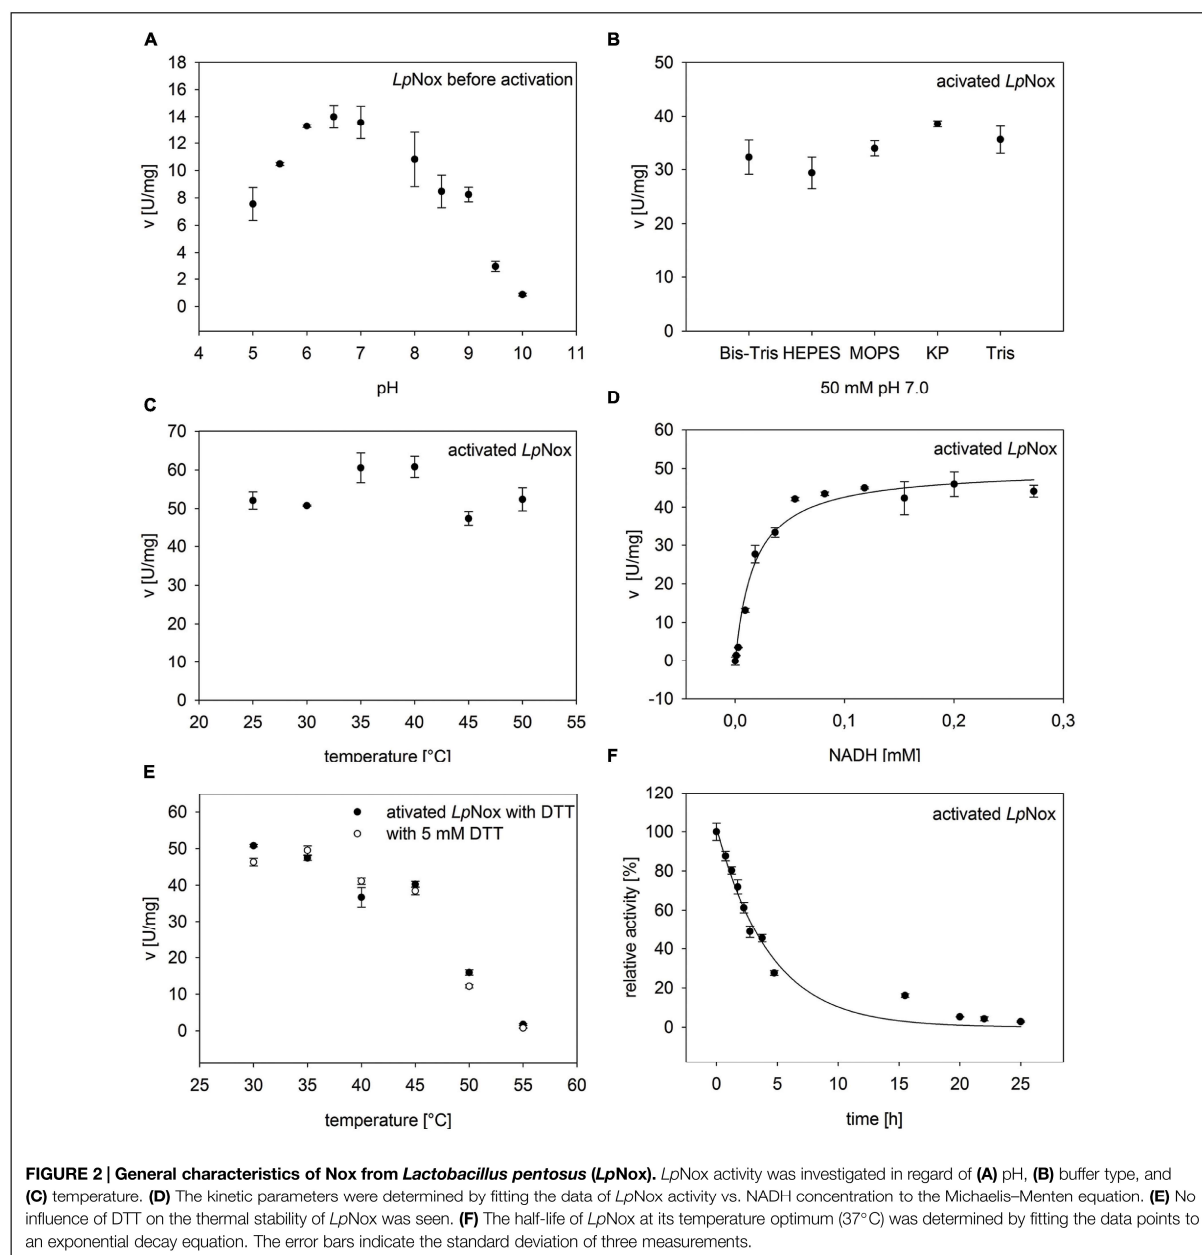 A
LpNox before activation
v [U/mg]
18
16
14
12
10
8
6
4
2
0
4 5 6 7 8 9 10 11
pH
B
acivated LpNox
v [U/mg]
50
40
30
20
10
0
Bis-Tris HEPES MOPS KP Tris
50 mM pH 7.0
C
activated LpNox
v [U/mg]
70
60
50
40
30
20
10
0
20 25 30 35 40 45 50 55
temperature [°C]
D
activated LpNox
v [U/mg]
60
50
40
30
20
10
0
-10
0,0 0,1 0,2 0,3
NADH [mM]
E
ativated LpNox with DTT
with 5 mM DTT
v [U/mg]
60
50
40
30
20
10
0
25 30 35 40 45 50 55 60
temperature [°C]
F
activated LpNox
relative activity [%]
120
100
80
60
40
20
0
0 5 10 15 20 25
time [h]
FIGURE 2 | General characteristics of Nox from Lactobacillus pentosus (LpNox). LpNox activity was investigated in regard of (A) pH, (B) buffer type, and
(C) temperature. (D) The kinetic parameters were determined by fitting the data of LpNox activity vs. NADH concentration to the Michaelis–Menten equation. (E) No
influence of DTT on the thermal stability of LpNox was seen. (F) The half-life of LpNox at its temperature optimum (37°C) was determined by fitting the data points to
an exponential decay equation. The error bars indicate the standard deviation of three measurements.